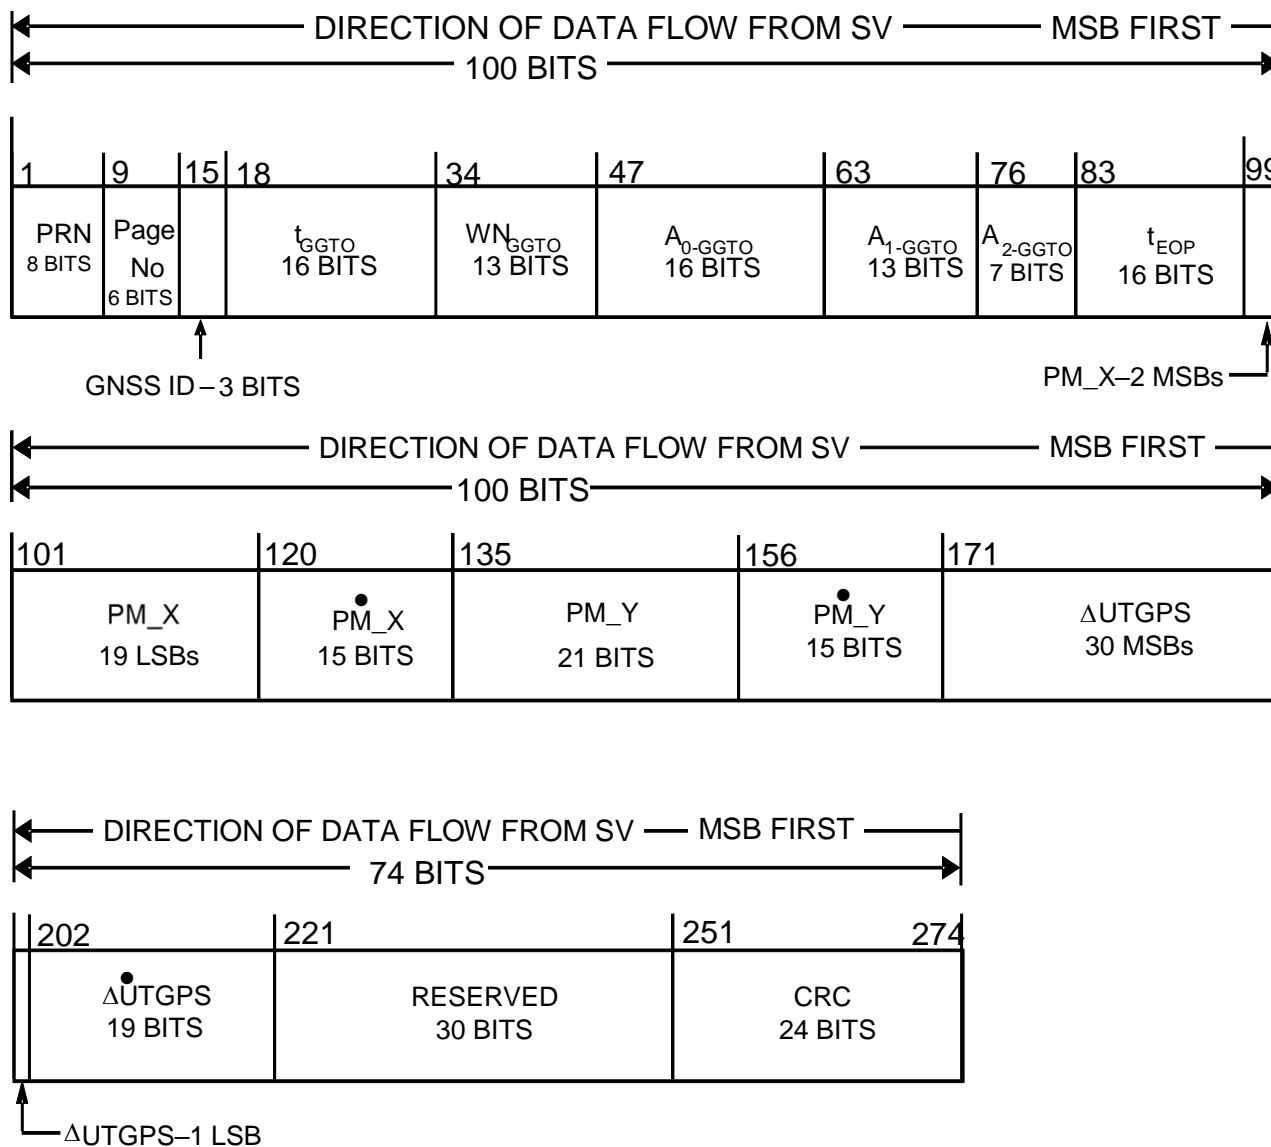 DIRECTION OF DATA FLOW FROM SV MSB FIRST
100 BITS
1 9 15 18 34 47 63 76 83 99
PRN
8 BITS
Page
No
6 BITS
tGGTO
16 BITS
WNGGTO
13 BITS
A0-GGTO
16 BITS
A1-GGTO
13 BITS
A2-GGTO
7 BITS
tEOP
16 BITS
GNSS ID – 3 BITS
PM_X–2 MSBs
DIRECTION OF DATA FLOW FROM SV MSB FIRST
100 BITS
101 120 135 156 171
PM_X
19 LSBs
PM_X
15 BITS
PM_Y
21 BITS
PM_Y
15 BITS
ΔUTGPS
30 MSBs
DIRECTION OF DATA FLOW FROM SV MSB FIRST
74 BITS
202 221 251 274
ΔUTGPS
19 BITS
RESERVED
30 BITS
CRC
24 BITS
ΔUTGPS–1 LSB